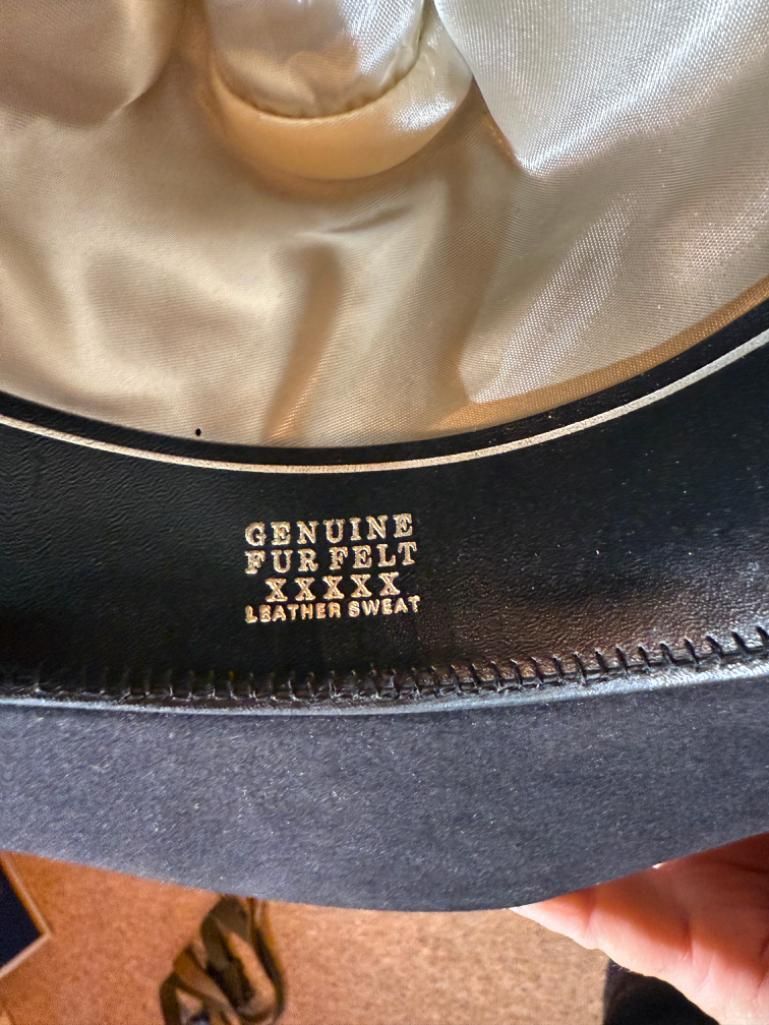 GENUINE
FUR FELT
XXXXX
LEATHER SWEAT